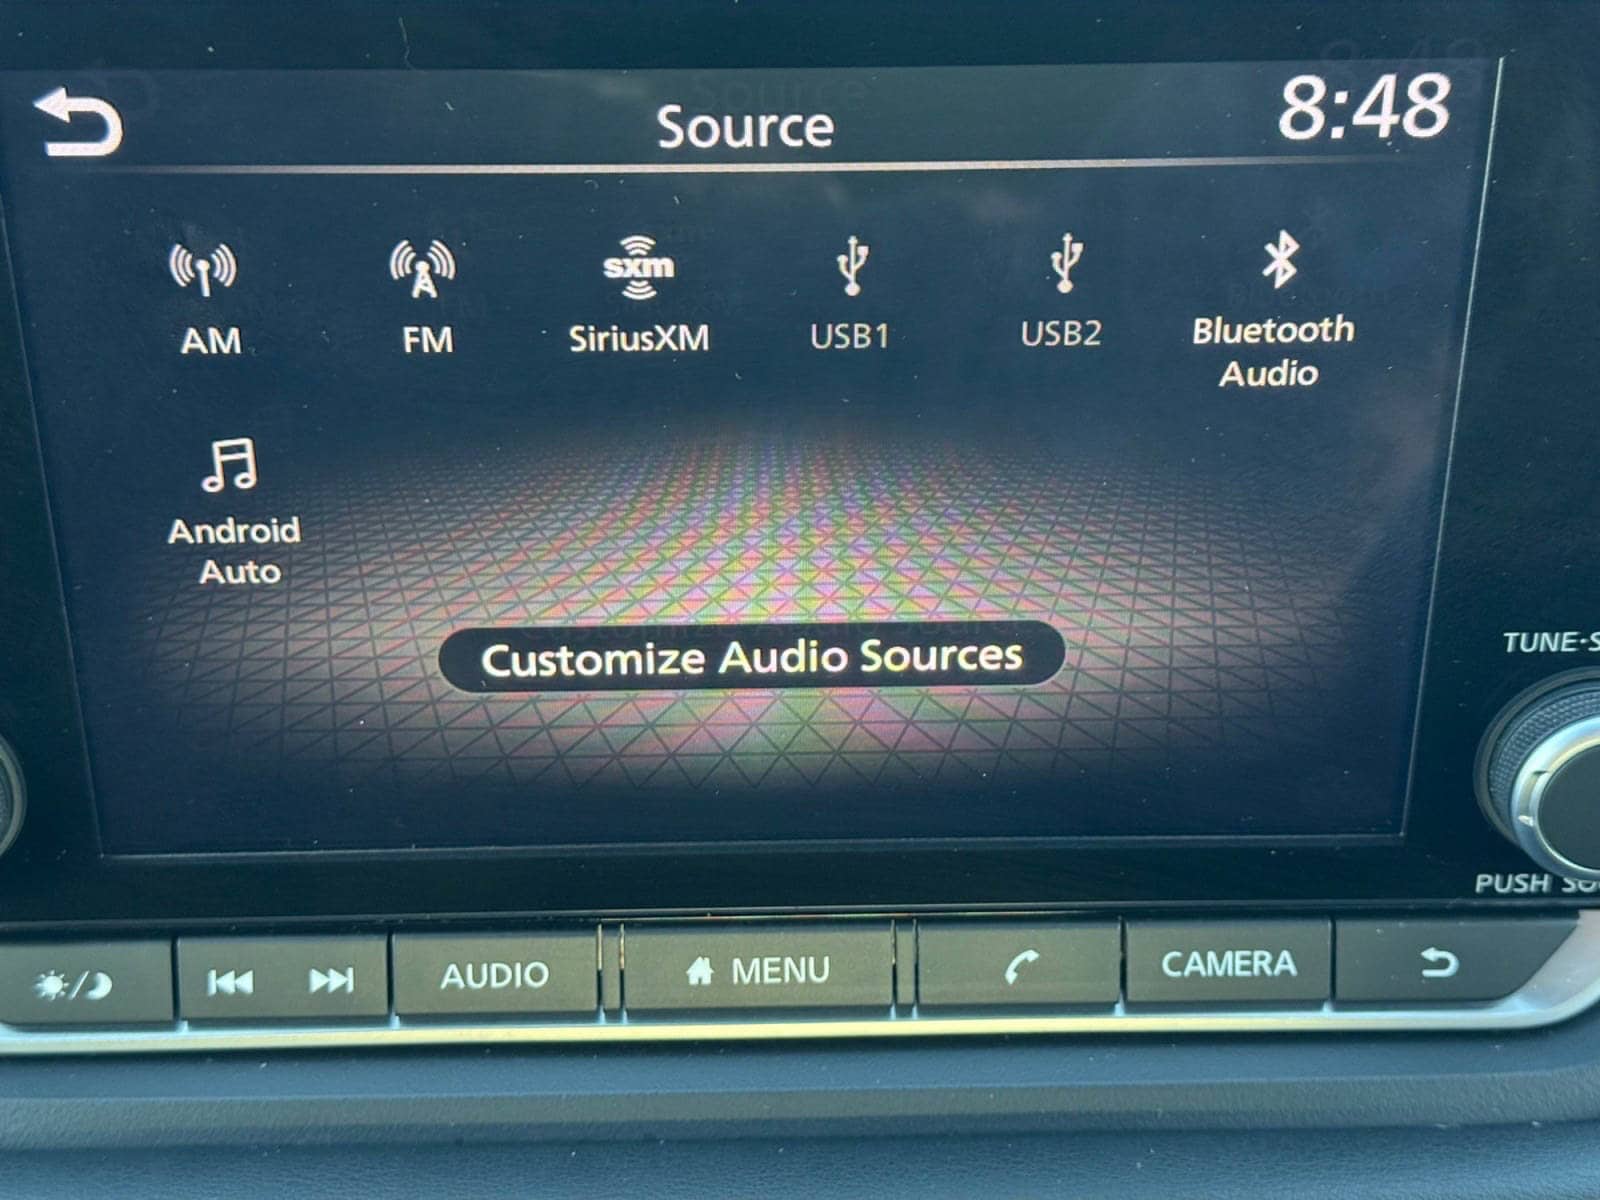 Source
8:48
AM
FM
sxm
SiriusXM
USB1
USB2
Bluetooth
Audio
Android
Auto
Customize Audio Sources
PUSH
AUDIO
MENU
CAMERA